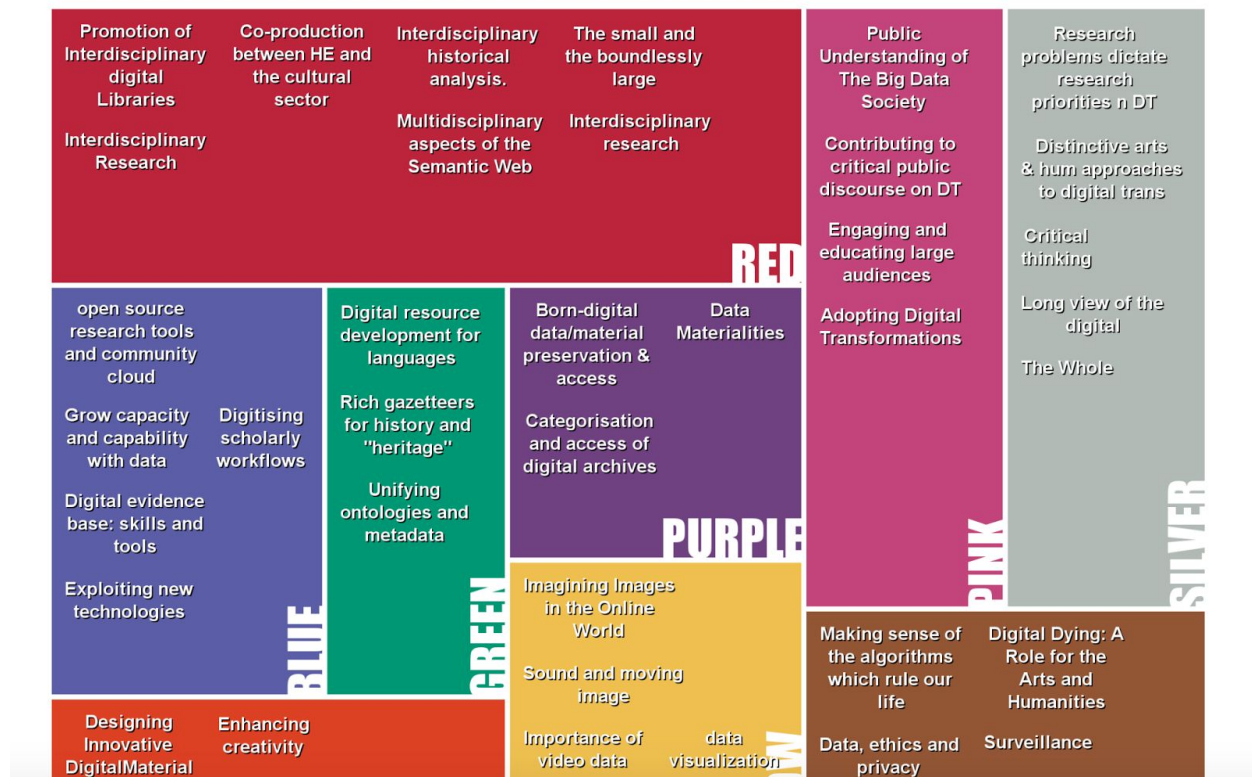 Promotion of
Interdisciplinary
digital
Libraries
Interdisciplinary
Research
Co-production
between HE and
the cultural
sector
Interdisciplinary
historical
analysis.
Multidisciplinary
aspects of the
Semantic Web
The small and
the boundlessly
large
Interdisciplinary
research
RED
Public
Understanding of
The Big Data
Society
Contributing to
critical public
discourse on DT
Engaging and
educating large
audiences
Adopting Digital
Transformations
PINK
Research
problems dictate
research
priorities n DT
Distinctive arts
& hum approaches
to digital trans
Critical
thinking
Long view of the
digital
The Whole
SILVER
open source
research tools
and community
cloud
Grow capacity
and capability
with data
Digitising
scholarly
workflows
Digital evidence
base: skills and
tools
Exploiting new
technologies
BLUE
Digital resource
development for
languages
Rich gazetteers
for history and
"heritage"
Unifying
ontologies and
metadata
GREEN
Born-digital
data/material
preservation &
access
Data
Materialities
Categorisation
and access of
digital archives
PURPLE
Imagining Images
in the Online
World
Sound and moving
image
Importance of
video data
data
visualization
OW
Making sense of
the algorithms
which rule our
life
Digital Dying: A
Role for the
Arts and
Humanities
Data, ethics and
privacy
Surveillance
Designing
Innovative
DigitalMaterial
Enhancing
creativity